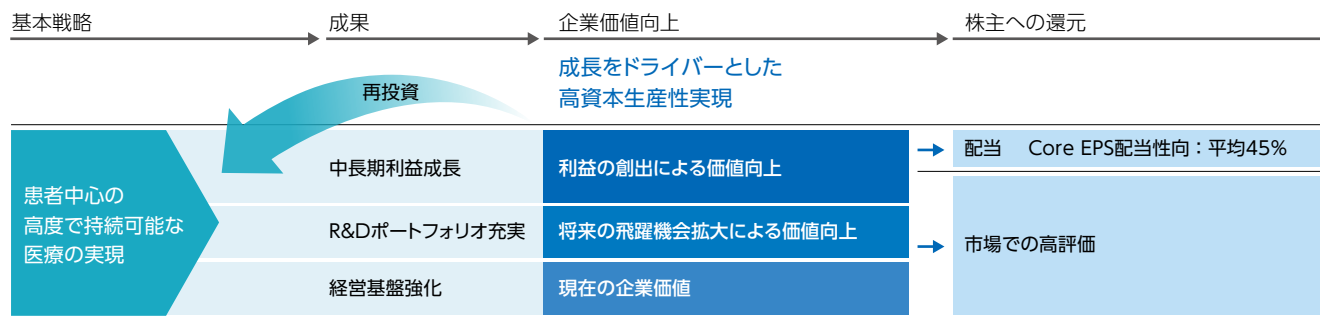 基本戦略
成果
企業価値向上
株主への還元
成長をドライバーとした
高資本生産性実現
再投資
患者中心の
高度で持続可能な
医療の実現
中長期利益成長
利益の創出による価値向上
配当 Core EPS配当性向：平均45%
R&Dポートフォリオ充実
将来の飛躍機会拡大による価値向上
市場での高評価
経営基盤強化
現在の企業価値